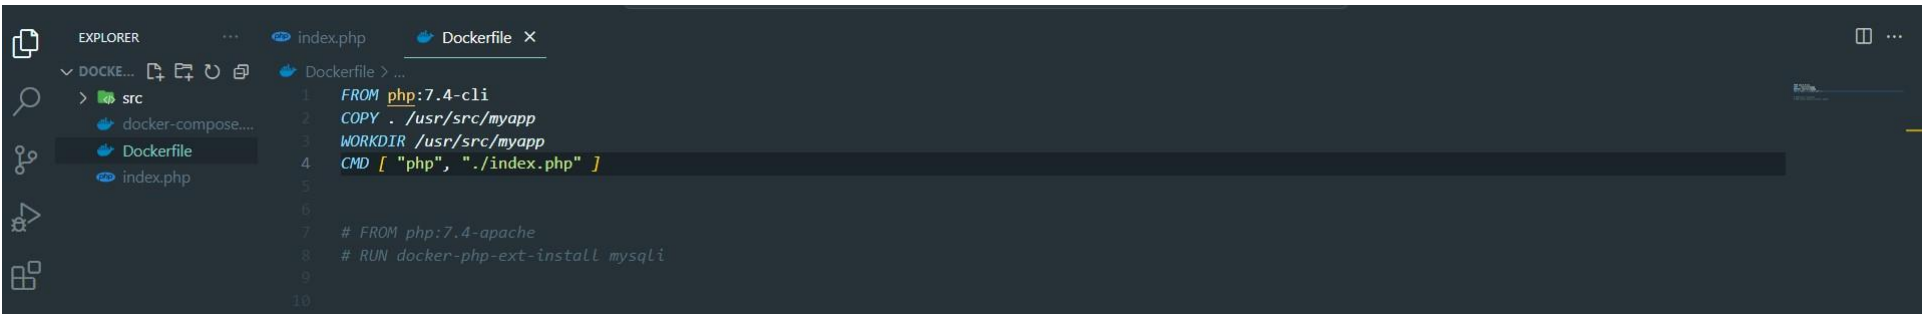 EXPLORER ...
index.php
Dockerfile
DOCKE...
Dockerfile > ...
src
docker-compose....
Dockerfile
index.php
1 FROM php:7.4-cli
2 COPY . /usr/src/myapp
3 WORKDIR /usr/src/myapp
4 CMD [ "php", "./index.php" ]
5
6
7 # FROM php:7.4-apache
8 # RUN docker-php-ext-install mysqli
9
10